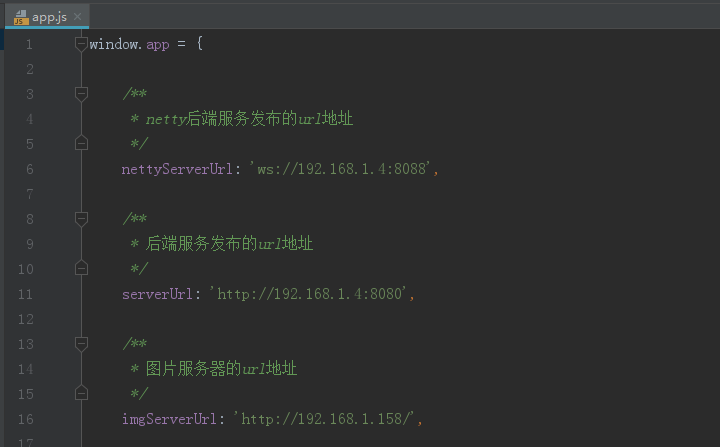 app.js
1 window.app = {
2
3 /**
4 * netty后端服务发布的url地址
5 */
6 nettyServerUrl: 'ws://192.168.1.4:8088',
7
8 /**
9 * 后端服务发布的url地址
10 */
11 serverUrl: 'http://192.168.1.4:8080',
12
13 /**
14 * 图片服务器的url地址
15 */
16 imgServerUrl: 'http://192.168.1.158/',
17